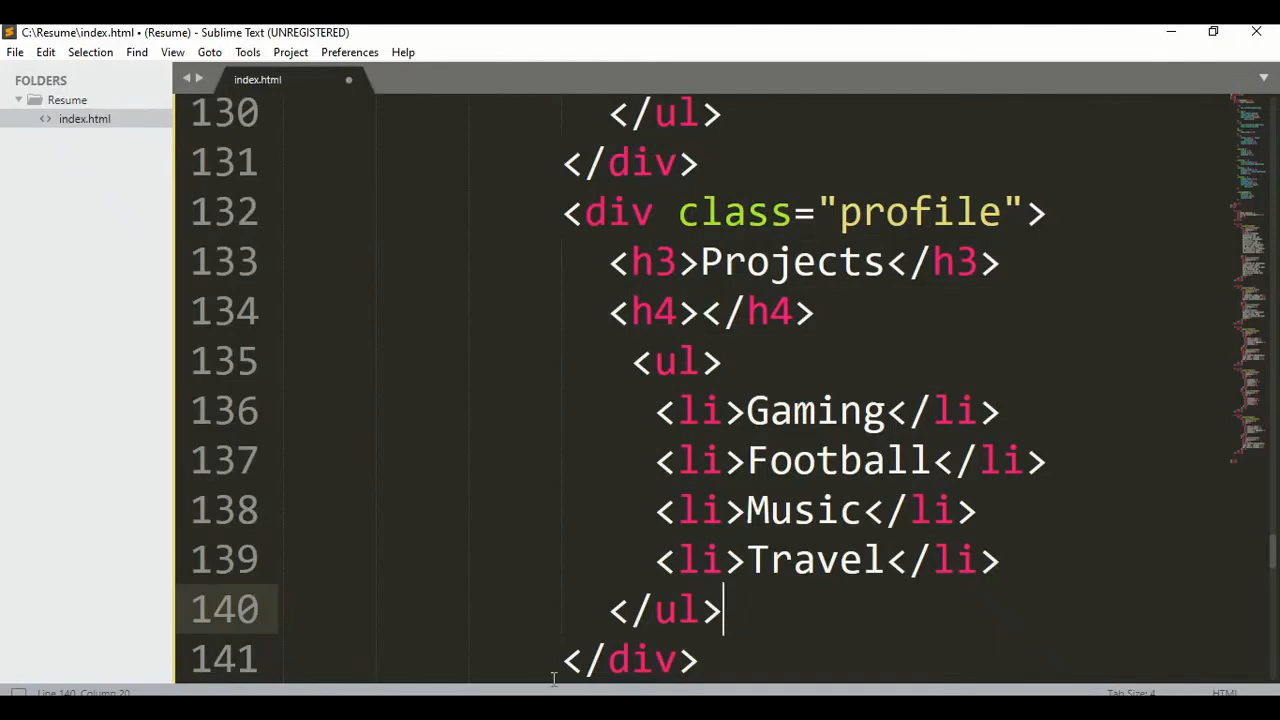 C:\Resume\index.html • (Resume) - Sublime Text (UNREGISTERED)
File Edit Selection Find View Goto Tools Project Preferences Help
FOLDERS
Resume
<> index.html
index.html
130 </ul>
131 </div>
132 <div class="profile">
133 <h3>Projects</h3>
134 <h4></h4>
135 <ul>
136 <li>Gaming</li>
137 <li>Football</li>
138 <li>Music</li>
139 <li>Travel</li>
140 </ul>
141 </div>
Line 140, Column 20 Tab Size: 4 HTML